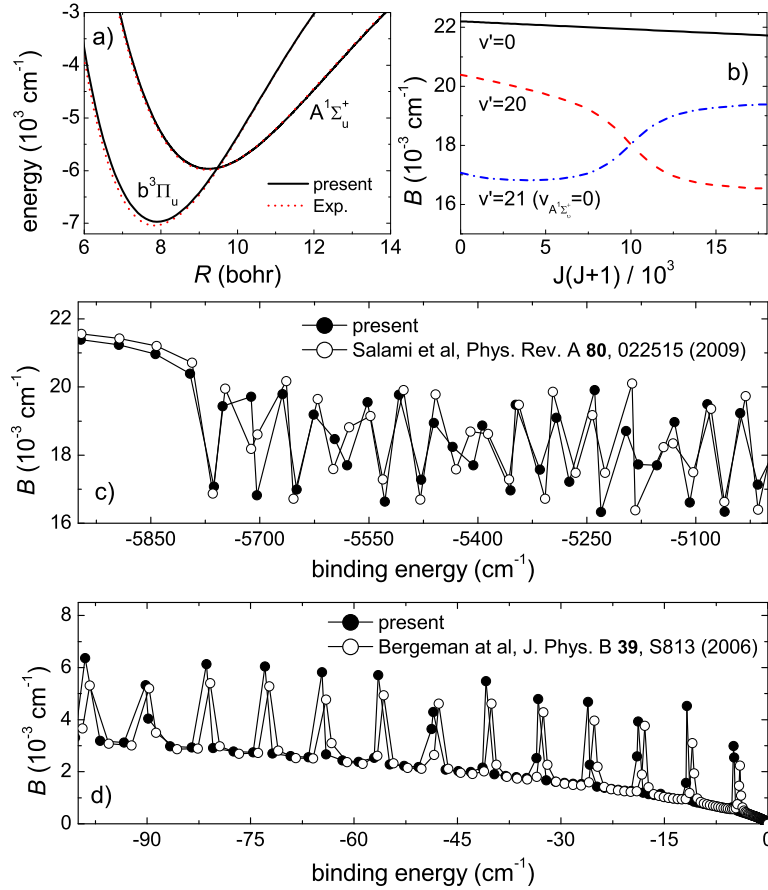 a)
energy (10³ cm⁻¹)
-3
-4
-5
-6
-7
A¹Σᵤ⁺
b³Πᵤ
present
Exp.
6 8 10 12 14
R (bohr)
b)
B (10⁻³ cm⁻¹)
22
20
18
16
v'=0
v'=20
v'=21 (v_A¹Σᵤ⁺=0)
0 5 10 15
J(J+1) / 10³
c)
B (10⁻³ cm⁻¹)
22
20
18
16
present
Salami et al, Phys. Rev. A 80, 022515 (2009)
-5850 -5700 -5550 -5400 -5250 -5100
binding energy (cm⁻¹)
d)
B (10⁻³ cm⁻¹)
8
6
4
2
0
present
Bergeman at al, J. Phys. B 39, S813 (2006)
-90 -75 -60 -45 -30 -15 0
binding energy (cm⁻¹)